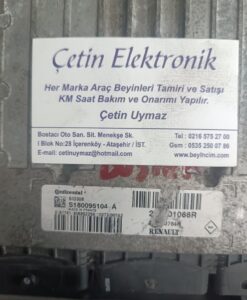 Çetin Elektronik
Her Marka Araç Beyinleri Tamiri ve Satışı
KM Saat Bakım ve Onarımı Yapılır.
Çetin Uymaz
Bostacı Oto San. Sit. Menekşe Sk.
I Blok No:28 İçerenköy - Ataşehir / İST.
E-mail: cetinuymaz@hotmail.com
Tel : 0216 575 27 00
Gsm : 0535 250 07 86
www.beyincim.com
Continental
S180095104 A
RENAULT